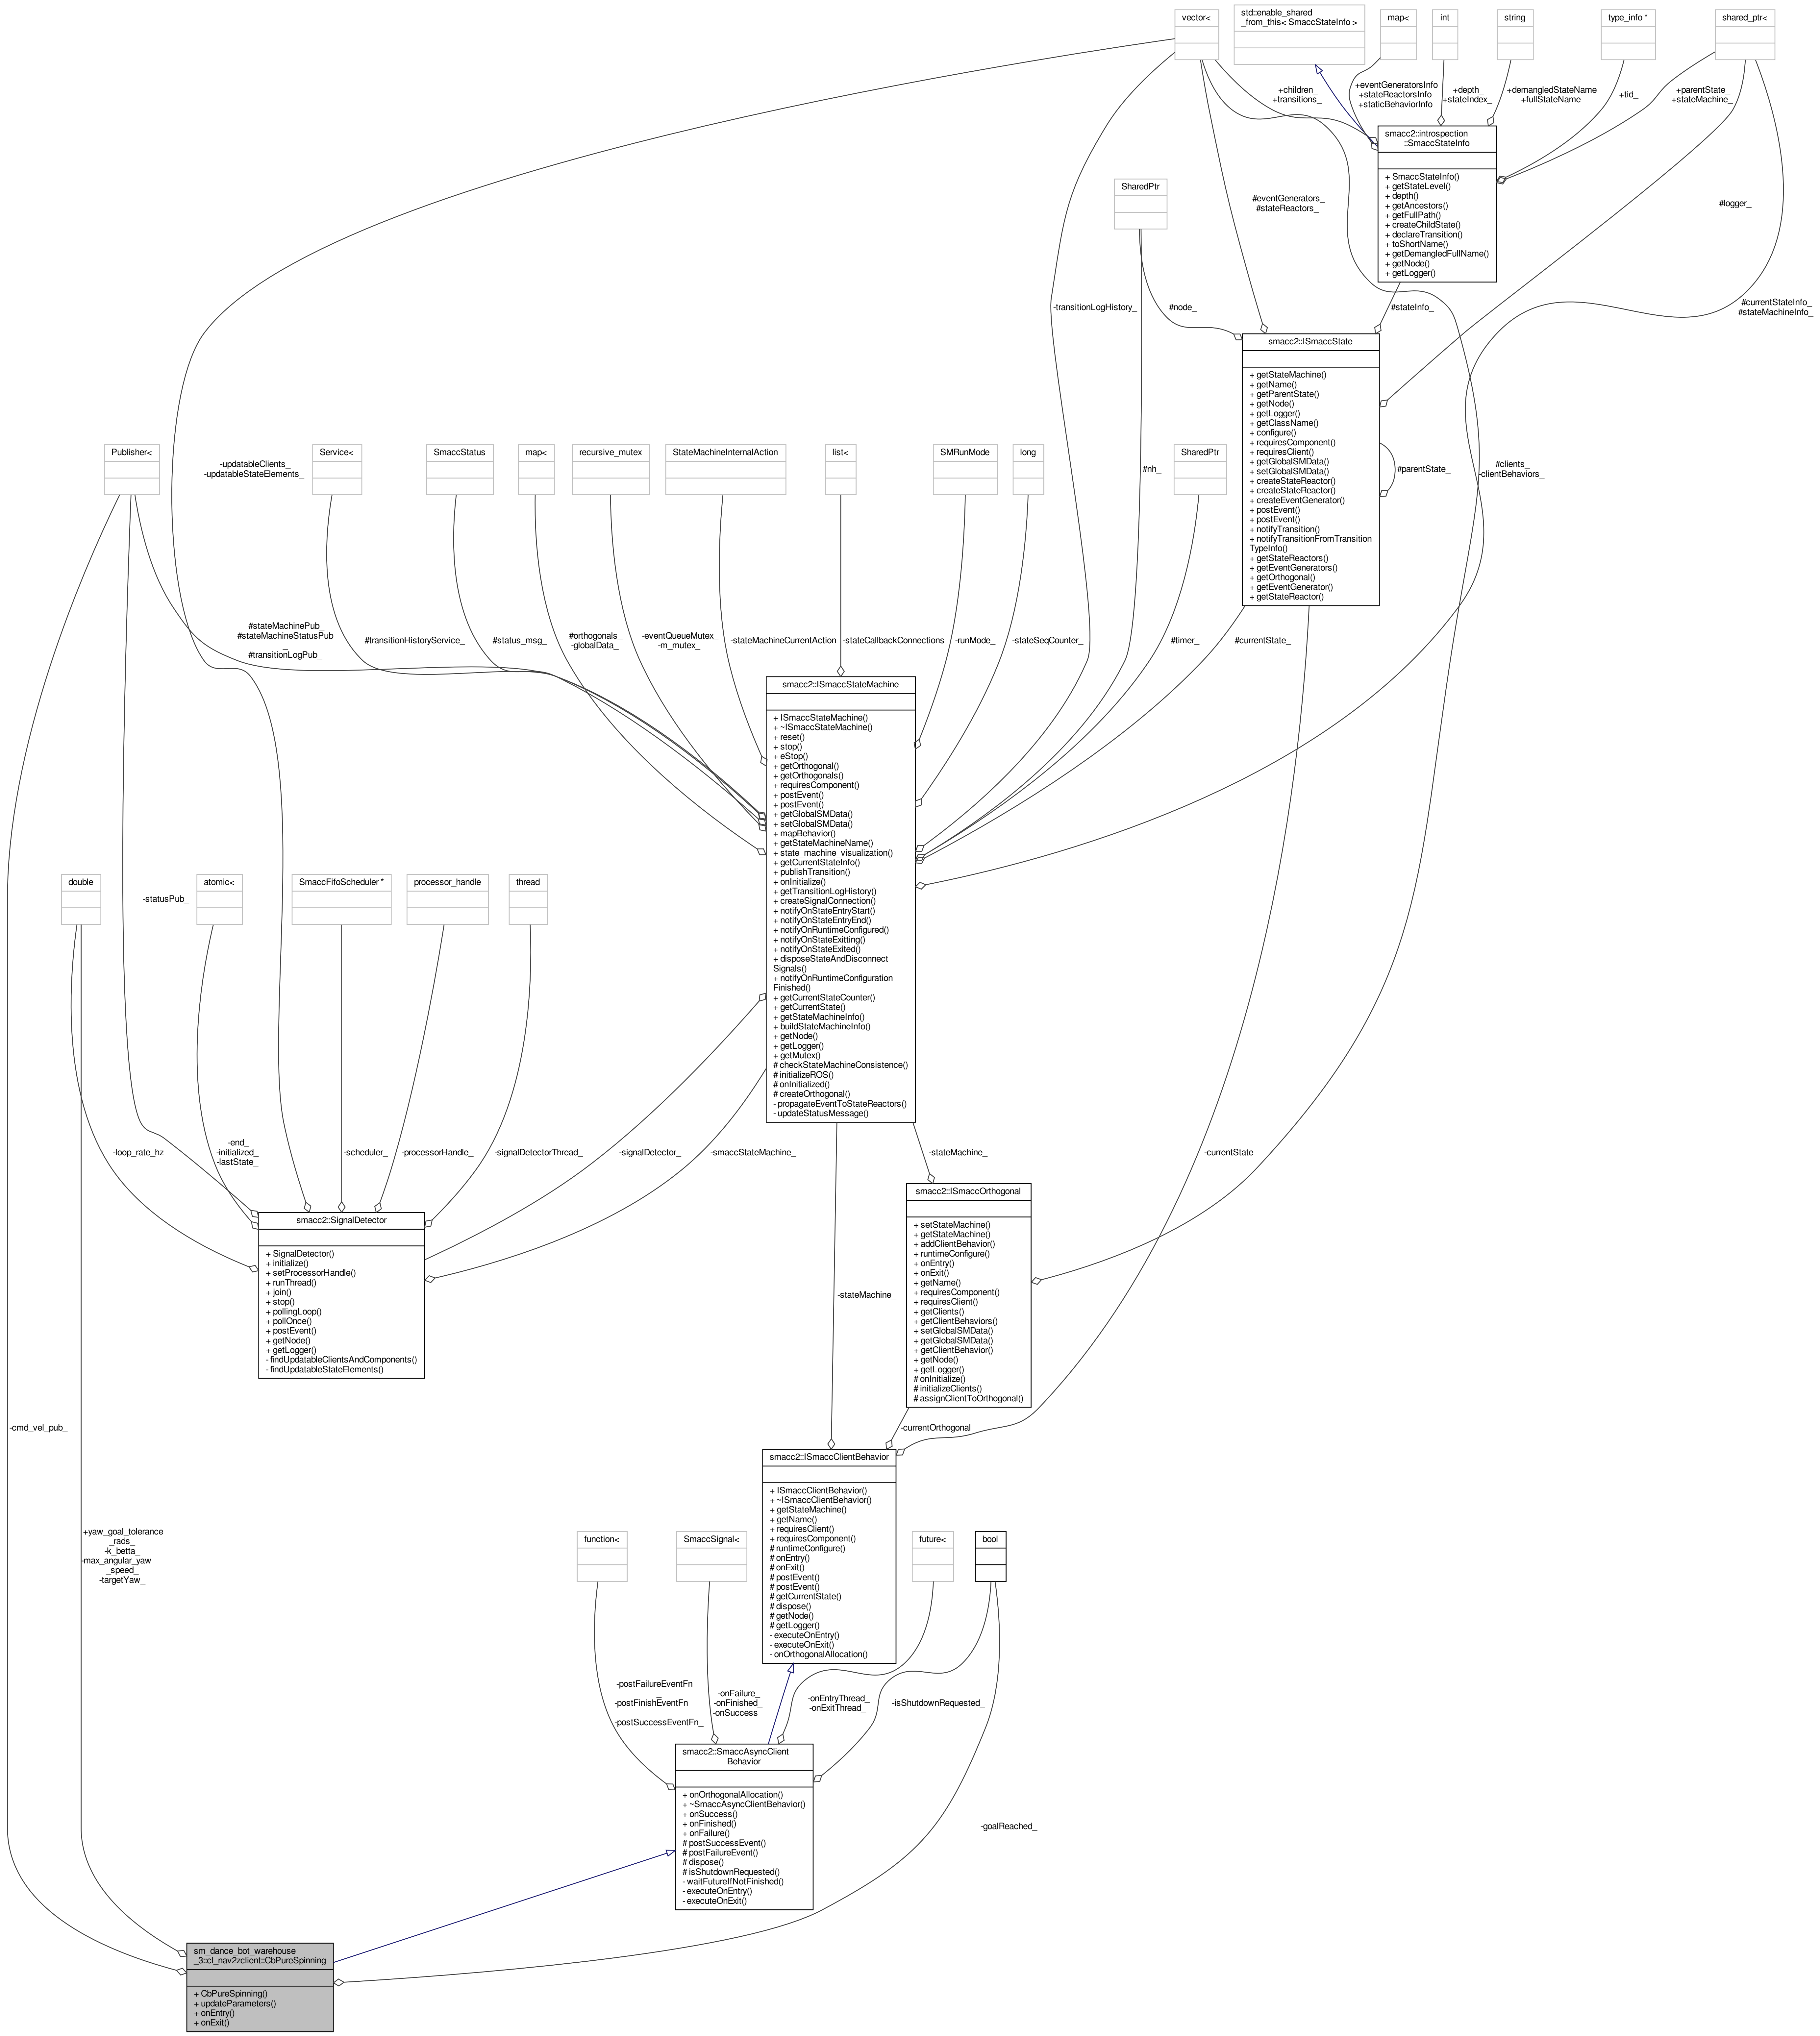 vector<
std::enable_shared
_from_this< SmaccStateInfo >
map<
int
string
type_info *
shared_ptr<
+children_
+transitions_
+eventGeneratorsInfo
+stateReactorsInfo
+staticBehaviorInfo
+depth_
+stateIndex_
+demangledStateName
+fullStateName
+tid_
+parentState_
+stateMachine_
smacc2::introspection
::SmaccStateInfo
+ SmaccStateInfo()
+ getStateLevel()
+ depth()
+ getAncestors()
+ getFullPath()
+ createChildState()
+ declareTransition()
+ toShortName()
+ getDemangledFullName()
+ getNode()
+ getLogger()
SharedPtr
#eventGenerators_
#stateReactors_
#logger_
-transitionLogHistory_
#node_
#stateInfo_
#currentStateInfo_
#stateMachineInfo_
smacc2::ISmaccState
+ getStateMachine()
+ getName()
+ getParentState()
+ getNode()
+ getLogger()
+ getClassName()
+ configure()
+ requiresComponent()
+ requiresClient()
+ getGlobalSMData()
+ setGlobalSMData()
+ createStateReactor()
+ createStateReactor()
+ createEventGenerator()
+ postEvent()
+ postEvent()
+ notifyTransition()
+ notifyTransitionFromTransition
TypeInfo()
+ getStateReactors()
+ getEventGenerators()
+ getOrthogonal()
+ getEventGenerator()
+ getStateReactor()
#parentState_
#clients_
-clientBehaviors_
Publisher<
-updatableClients_
-updatableStateElements_
Service<
SmaccStatus
map<
recursive_mutex
StateMachineInternalAction
list<
SMRunMode
long
#nh_
SharedPtr
#stateMachinePub_
#stateMachineStatusPub
_
#transitionLogPub_
#transitionHistoryService_
#status_msg_
#orthogonals_
-globalData_
-eventQueueMutex_
-m_mutex_
-stateMachineCurrentAction
-stateCallbackConnections
-runMode_
-stateSeqCounter_
#timer_
#currentState_
smacc2::ISmaccStateMachine
+ ISmaccStateMachine()
+ ~ISmaccStateMachine()
+ reset()
+ stop()
+ eStop()
+ getOrthogonal()
+ getOrthogonals()
+ requiresComponent()
+ postEvent()
+ postEvent()
+ getGlobalSMData()
+ setGlobalSMData()
+ mapBehavior()
+ getStateMachineName()
+ state_machine_visualization()
+ getCurrentStateInfo()
+ publishTransition()
+ onInitialize()
+ getTransitionLogHistory()
+ createSignalConnection()
+ notifyOnStateEntryStart()
+ notifyOnStateEntryEnd()
+ notifyOnRuntimeConfigured()
+ notifyOnStateExitting()
+ notifyOnStateExited()
+ disposeStateAndDisconnect
Signals()
+ notifyOnRuntimeConfiguration
Finished()
+ getCurrentStateCounter()
+ getCurrentState()
+ getStateMachineInfo()
+ buildStateMachineInfo()
+ getNode()
+ getLogger()
+ getMutex()
# checkStateMachineConsistence()
# initializeROS()
# onInitialized()
# createOrthogonal()
- propagateEventToStateReactors()
- updateStatusMessage()
double
-statusPub_
atomic<
SmaccFifoScheduler *
processor_handle
thread
-loop_rate_hz
-end_
-initialized_
-lastState_
-scheduler_
-processorHandle_
-signalDetectorThread_
-signalDetector_
-smaccStateMachine_
-stateMachine_
-currentState
smacc2::SignalDetector
+ SignalDetector()
+ initialize()
+ setProcessorHandle()
+ runThread()
+ join()
+ stop()
+ pollingLoop()
+ pollOnce()
+ postEvent()
+ getNode()
+ getLogger()
- findUpdatableClientsAndComponents()
- findUpdatableStateElements()
smacc2::ISmaccOrthogonal
+ setStateMachine()
+ getStateMachine()
+ addClientBehavior()
+ runtimeConfigure()
+ onEntry()
+ onExit()
+ getName()
+ requiresComponent()
+ requiresClient()
+ getClients()
+ getClientBehaviors()
+ setGlobalSMData()
+ getGlobalSMData()
+ getClientBehavior()
+ getNode()
+ getLogger()
# onInitialize()
# initializeClients()
# assignClientToOrthogonal()
-stateMachine_
-cmd_vel_pub_
-currentOrthogonal
smacc2::ISmaccClientBehavior
+ ISmaccClientBehavior()
+ ~ISmaccClientBehavior()
+ getStateMachine()
+ getName()
+ requiresClient()
+ requiresComponent()
# runtimeConfigure()
# onEntry()
# onExit()
# postEvent()
# postEvent()
# getCurrentState()
# dispose()
# getNode()
# getLogger()
- executeOnEntry()
- executeOnExit()
- onOrthogonalAllocation()
+yaw_goal_tolerance
_rads_
-k_betta_
-max_angular_yaw
_speed_
-targetYaw_
function<
SmaccSignal<
future<
bool
-postFailureEventFn
_
-postFinishEventFn
_
-postSuccessEventFn_
-onFailure_
-onFinished_
-onSuccess_
-onEntryThread_
-onExitThread_
-isShutdownRequested_
smacc2::SmaccAsyncClient
Behavior
+ onOrthogonalAllocation()
+ ~SmaccAsyncClientBehavior()
+ onSuccess()
+ onFinished()
+ onFailure()
# postSuccessEvent()
# postFailureEvent()
# dispose()
# isShutdownRequested()
- waitFutureIfNotFinished()
- executeOnEntry()
- executeOnExit()
-goalReached_
sm_dance_bot_warehouse
_3::cl_nav2zclient::CbPureSpinning
+ CbPureSpinning()
+ updateParameters()
+ onEntry()
+ onExit()